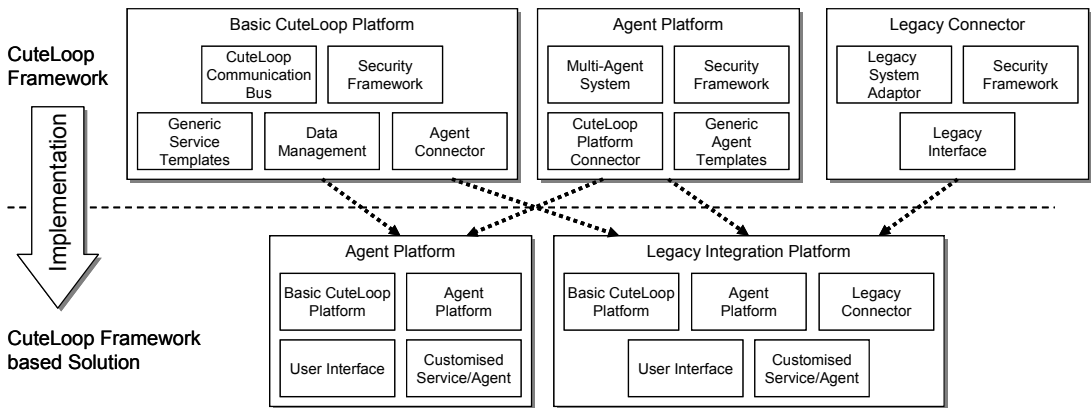 Basic CuteLoop Platform
Agent Platform
Legacy Connector
CuteLoop
Framework
CuteLoop
Communication
Bus
Security
Framework
Multi-Agent
System
Security
Framework
Legacy
System
Adaptor
Security
Framework
Generic
Service
Templates
Data
Management
Agent
Connector
CuteLoop
Platform
Connector
Generic
Agent
Templates
Legacy
Interface
Implementation
Agent Platform
Legacy Integration Platform
Basic CuteLoop
Platform
Agent
Platform
Basic CuteLoop
Platform
Agent
Platform
Legacy
Connector
CuteLoop Framework
based Solution
User Interface
Customised
Service/Agent
User Interface
Customised
Service/Agent